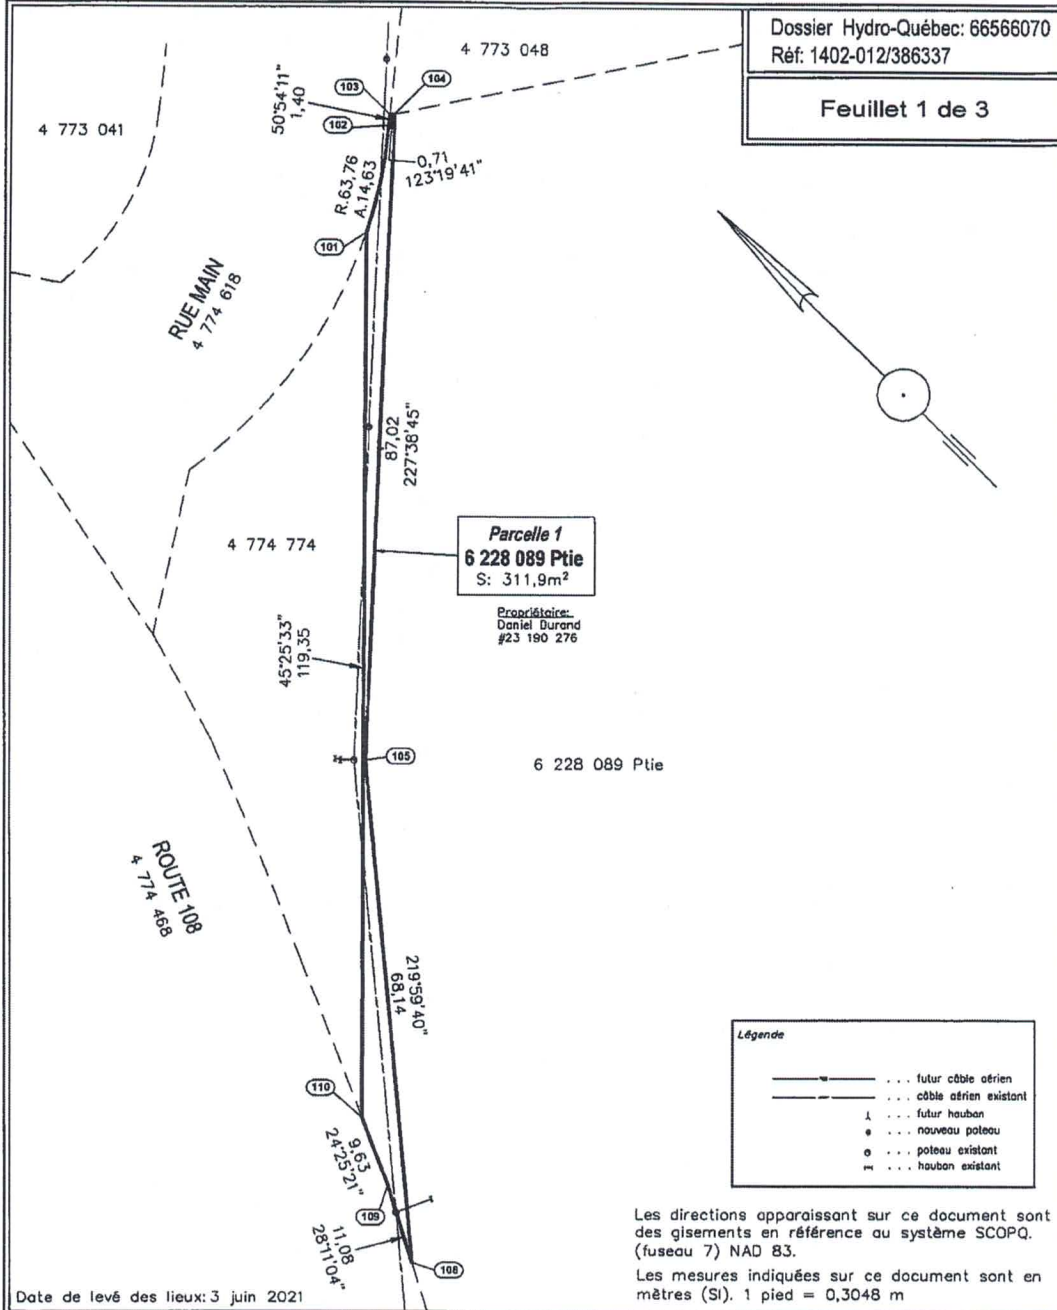 Dossier Hydro-Québec: 66566070
Réf: 1402-012/386337
Feuillet 1 de 3
4 773 048
4 773 041
103
104
50°54'11"
1,40
102
0,71
123°19'41"
R.63,76
A.14,63
101
RUE MAIN
4 774 618
87,02
227°38'45"
Parcelle 1
6 228 089 Ptie
S: 311,9m²
Propriétaire:
Daniel Durand
#23 190 276
4 774 774
45°25'33"
119,35
105
6 228 089 Ptie
ROUTE 108
4 774 468
219°59'40"
68,14
110
9,63
24°25'21"
109
11,08
28°11'04"
108
Légende
... futur câble aérien
... câble aérien existant
... futur hauban
... nouveau poteau
... poteau existant
... hauban existant
Les directions apparaissant sur ce document sont
des gisements en référence au système SCOPQ.
(fuseau 7) NAD 83.
Les mesures indiquées sur ce document sont en
mètres (SI). 1 pied = 0,3048 m
Date de levé des lieux: 3 juin 2021